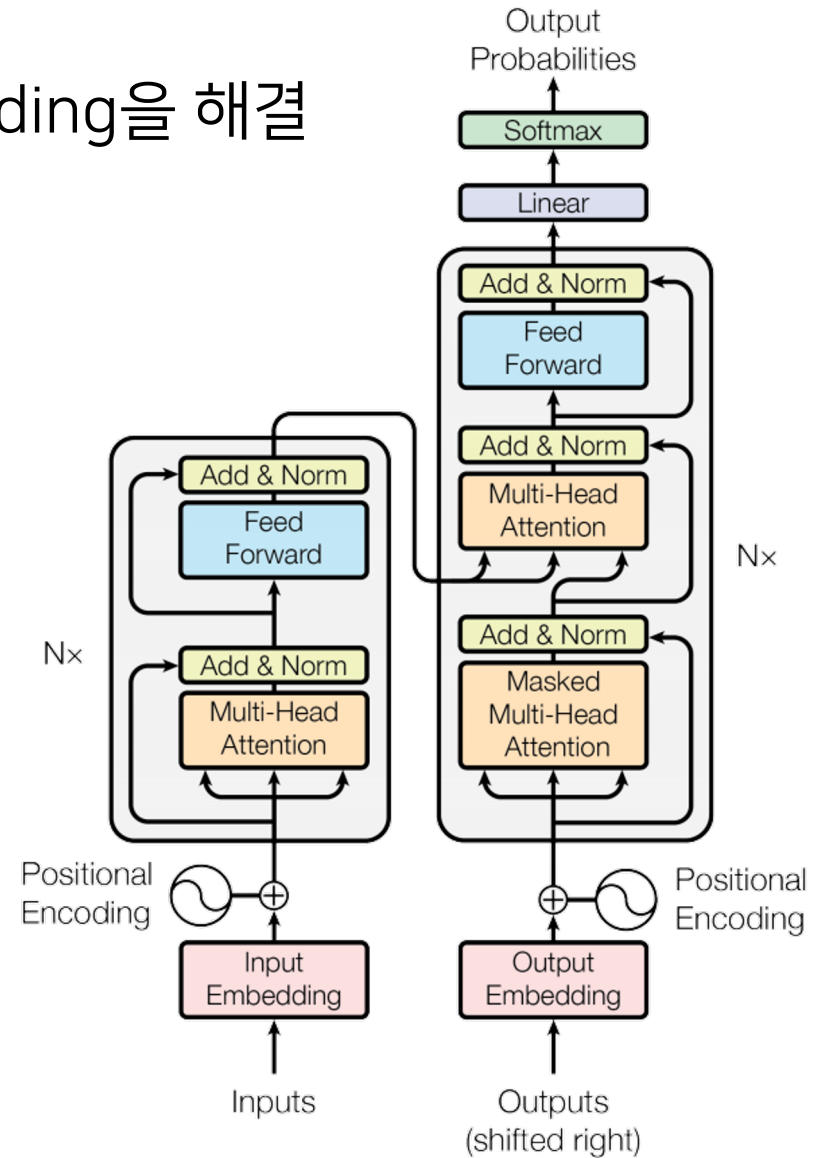 ding을 해결
Output
Probabilities
Softmax
Linear
Add & Norm
Feed
Forward
Add & Norm
Multi-Head
Attention
Nx
Add & Norm
Masked
Multi-Head
Attention
Add & Norm
Feed
Forward
Nx
Add & Norm
Multi-Head
Attention
Positional
Encoding
Positional
Encoding
Input
Embedding
Output
Embedding
Inputs
Outputs
(shifted right)